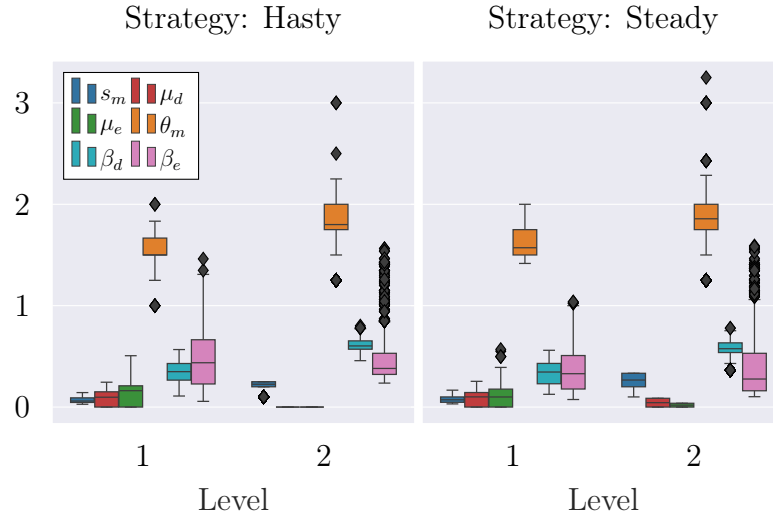 Strategy: Hasty Strategy: Steady
3
2
1
0
s_m μ_d
μ_e θ_m
β_d β_e
1 2 1 2
Level Level